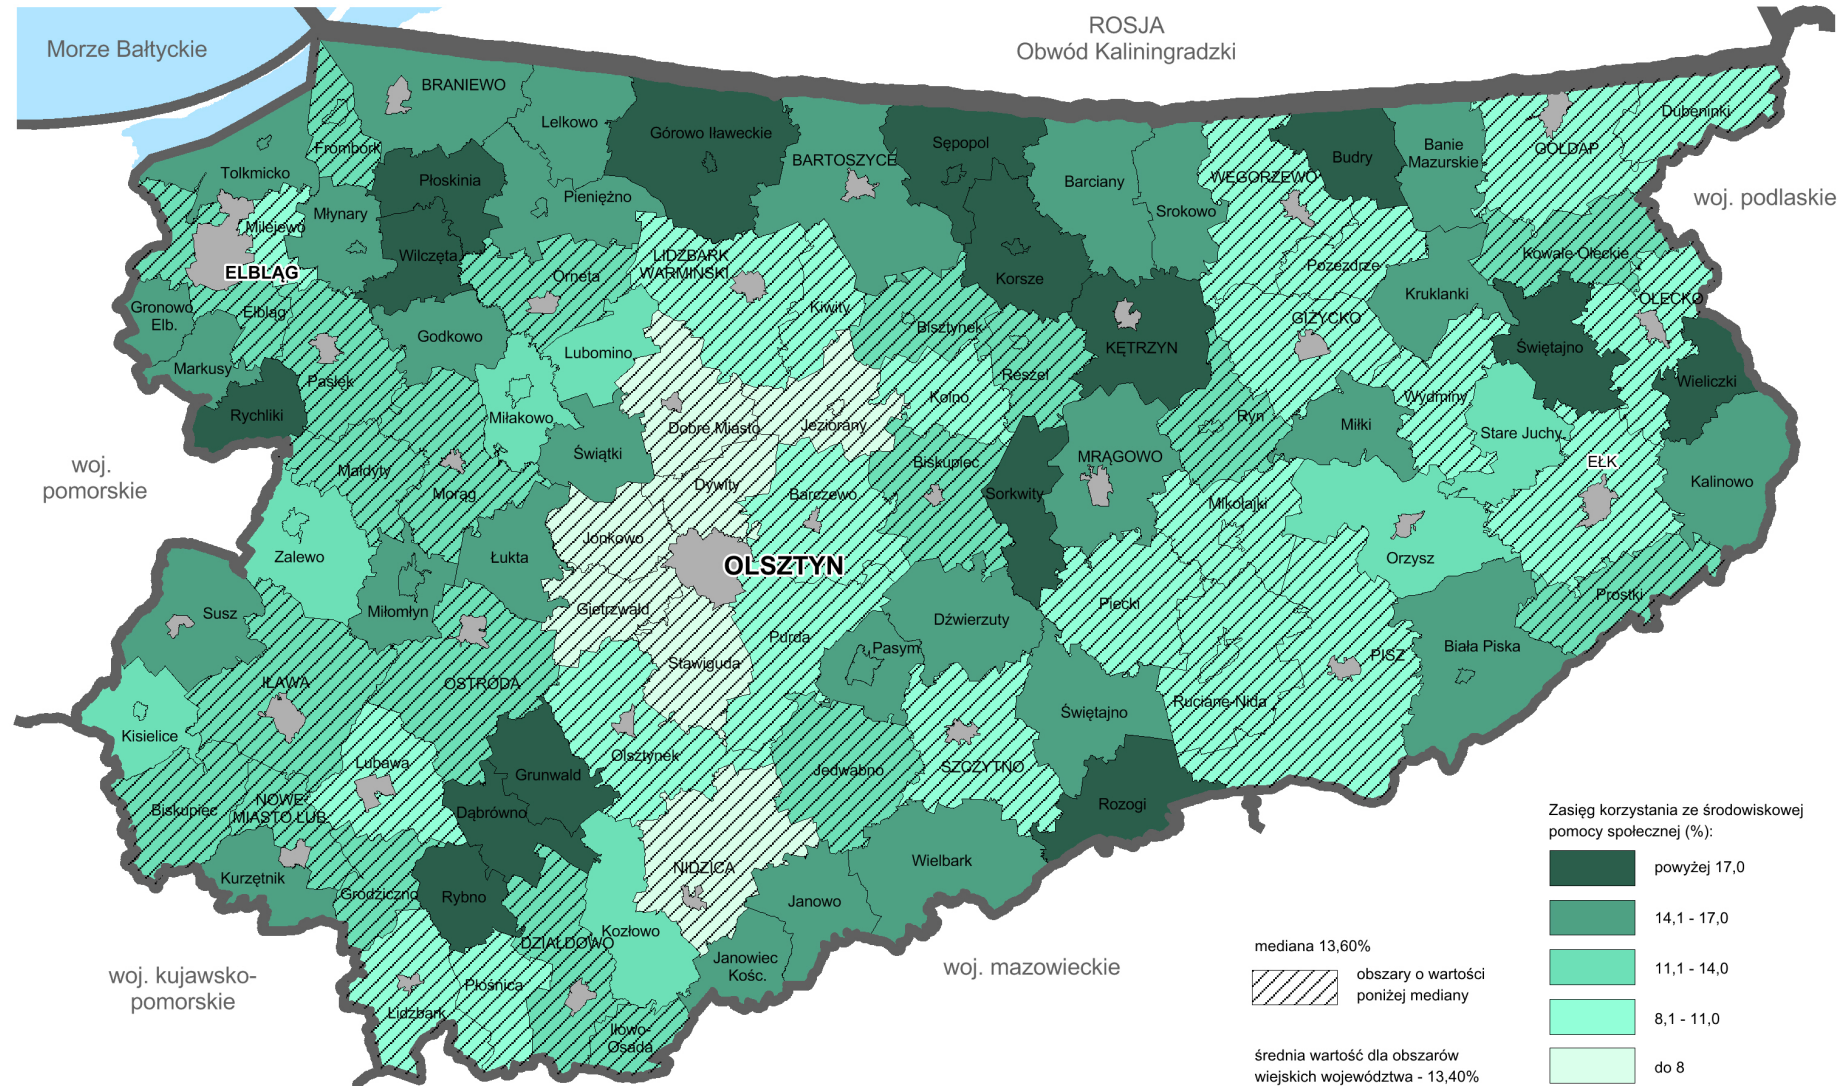 ROSJA
Obwód Kaliningradzki
Morze Bałtyckie
BRANIEWO
Lelkowo
Górowo Iławeckie
Sępopol
Dubeninki
Frombork
BARTOSZYCE
Budry
Banie
Mazurskie
GOŁDAP
Tolkmicko
Płoskinia
Pieniężno
Barciany
WĘGORZEWO
woj. podlaskie
Młynary
Milejewo
Srokowo
Wilczęta
LIDZBARK
WARMIŃSKI
Kowale Oleckie
ELBLĄG
Orneta
Korsze
Pozezdrze
Gronowo
Elb.
Elbląg
Kiwity
Kruklanki
OLECKO
Godkowo
Bisztynek
GIŻYCKO
Lubomino
KĘTRZYN
Świętajno
Markusy
Pasłęk
Reszel
Wieliczki
Rychliki
Miłakowo
Dobre Miasto
Jeziorany
Kolno
Wydminy
Ryn
Miłki
Stare Juchy
Świątki
Biskupiec
MRĄGOWO
EŁK
woj.
pomorskie
Małdyty
Morąg
Dywity
Barczewo
Sorkwity
Mikołajki
Kalinowo
Jonkowo
Zalewo
Łukta
OLSZTYN
Orzysz
Susz
Miłomłyn
Gietrzwałd
Piecki
Prostki
Dźwierzuty
Purda
Pasym
Stawiguda
PISZ
Biała Piska
IŁAWA
OSTRÓDA
Ruciane-Nida
Świętajno
Kisielice
Olsztynek
Lubawa
Grunwald
Jedwabno
SZCZYTNO
Biskupiec
NOWE
MIASTO LUB.
Dąbrówno
Rozogi
Zasięg korzystania ze środowiskowej
pomocy społecznej (%):
Kurzętnik
Grodziczno
Rybno
NIDZICA
Wielbark
powyżej 17,0
Janowo
14,1 - 17,0
DZIAŁDOWO
Kozłowo
mediana 13,60%
Janowiec
Kośc.
woj. mazowieckie
11,1 - 14,0
obszary o wartości
poniżej mediany
woj. kujawsko-
pomorskie
Płośnica
Lidzbark
8,1 - 11,0
Iłowo-
Osada
średnia wartość dla obszarów
wiejskich województwa - 13,40%
do 8